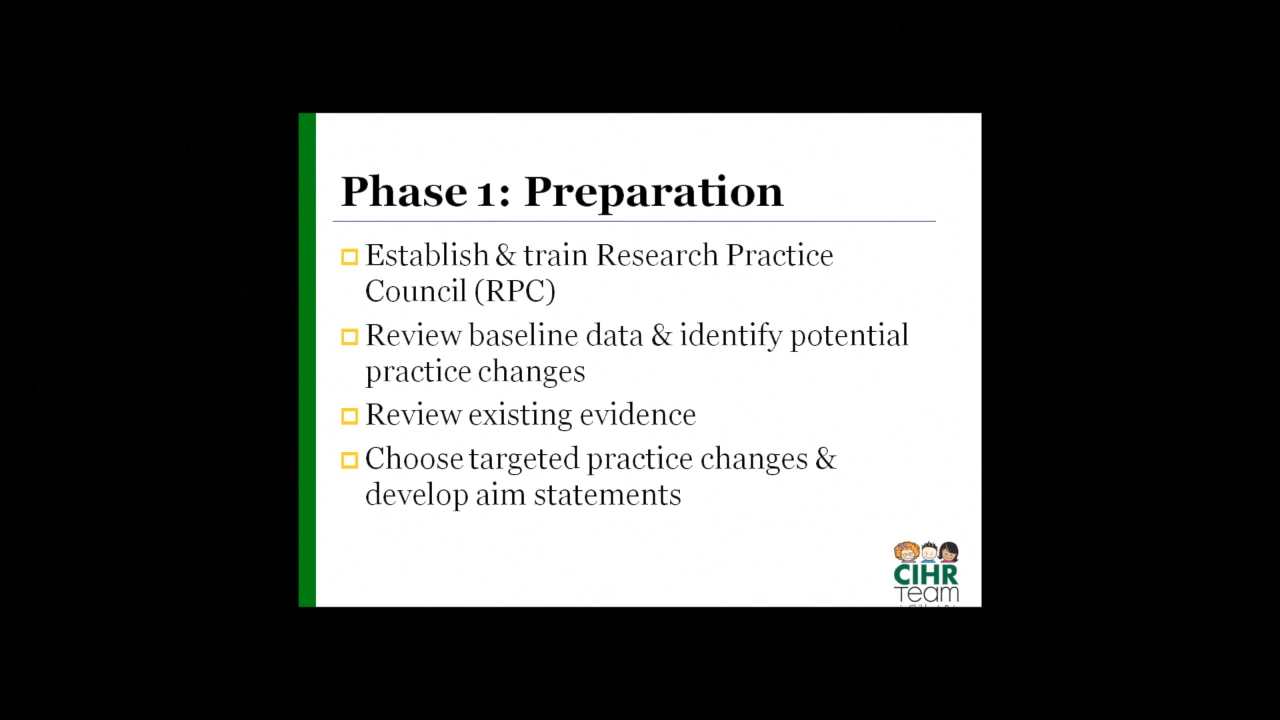 Phase 1: Preparation
Establish & train Research Practice
Council (RPC)
Review baseline data & identify potential
practice changes
Review existing evidence
Choose targeted practice changes &
develop aim statements
CIHR
Team